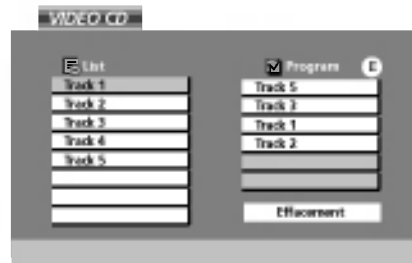 VIDEO CD
List
Track 1
Track 2
Track 3
Track 4
Track 5
Program E
Track 5
Track 3
Track 1
Track 2
Effacement